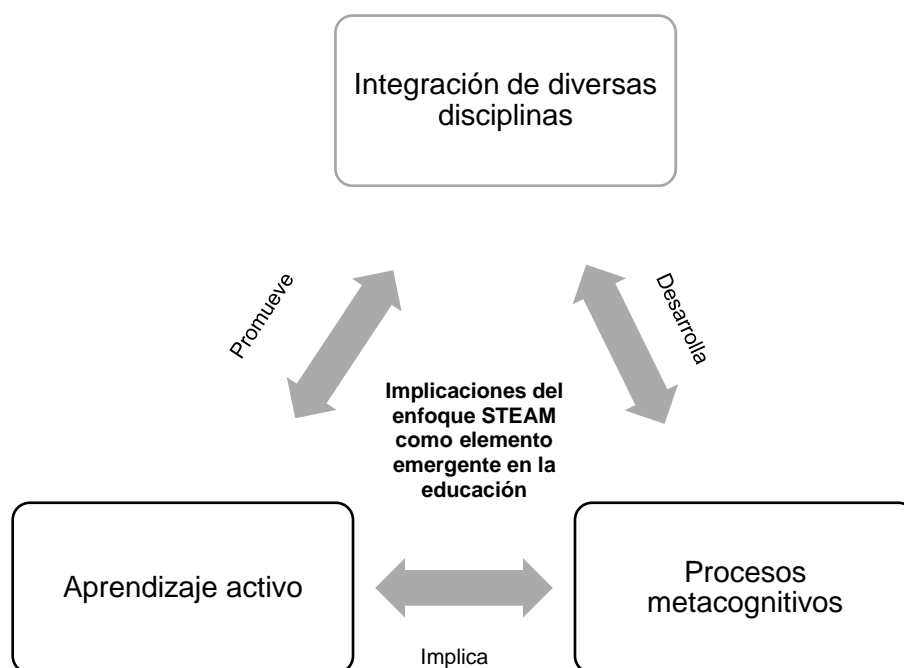 Integración de diversas
disciplinas
Promueve
Desarrolla
Implicaciones del
enfoque STEAM
como elemento
emergente en la
educación
Aprendizaje activo
Procesos
metacognitivos
Implica